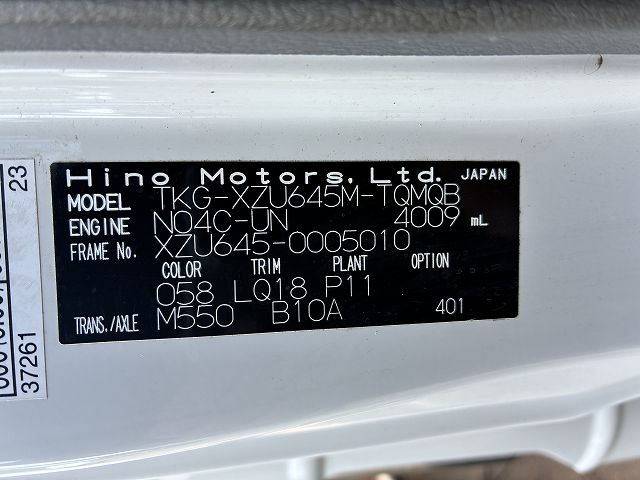 Hino Motors, Ltd. JAPAN
MODEL TKG-XZU645M-TQMQB
ENGINE N04C-UN 4009 mL
FRAME No. XZU645-0005010
COLOR TRIM PLANT OPTION
058 LQ18 P11
TRANS./AXLE M550 B10A 401
23
37261